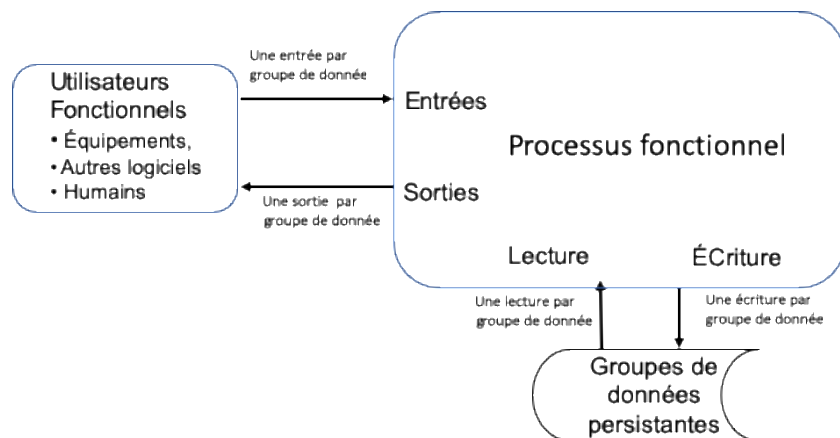 Une entrée par
groupe de donnée
Utilisateurs
Fonctionnels
• Équipements,
• Autres logiciels
• Humains
Entrées
Processus fonctionnel
Sorties
Une sortie par
groupe de donnée
Lecture
ÉCriture
Une lecture par
groupe de donnée
Une écriture par
groupe de donnée
Groupes de
données
persistantes